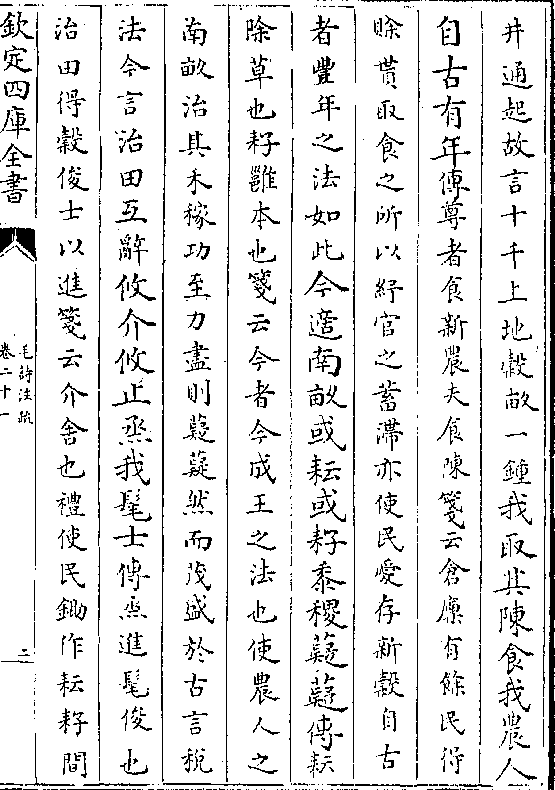 井通起故言十千上地穀畝一鍾我取其陳食我農人
自古有年傳尊者食新農夫食陳箋云倉廩有餘民得
賒貰取食之所以紓官之蓄滯亦使民愛存新穀自古
者豐年之法如此今適南畝或耘或耔黍稷薿薿傳耘
除草也耔雝本也箋云今者今成王之法也使農人之
南畝治其禾稼功至力盡則薿薿然而茂盛於古言稅
法今言治田互辭攸介攸止烝我髦士傳烝進髦俊也
治田得穀俊士以進箋云介舍也禮使民鋤作耘耔間
欽定四庫全書
毛詩注疏
卷二十一
二